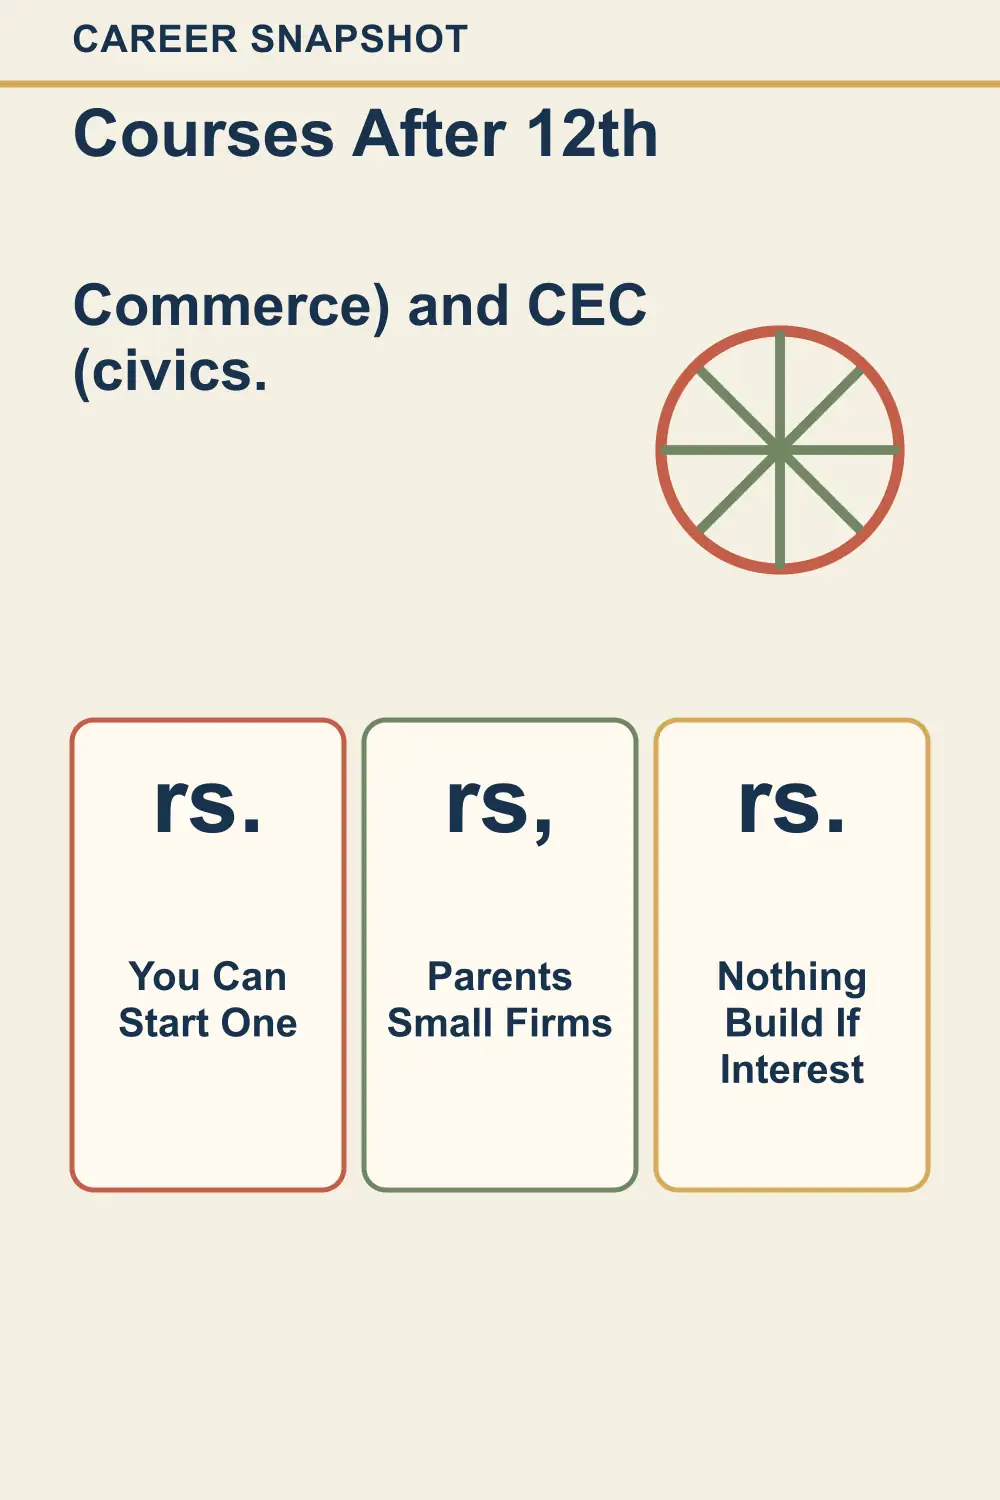 CAREER SNAPSHOT
Courses After 12th
Commerce) and CEC
(civics.
rs.
You Can
Start One
rs,
Parents
Small Firms
rs.
Nothing
Build If
Interest